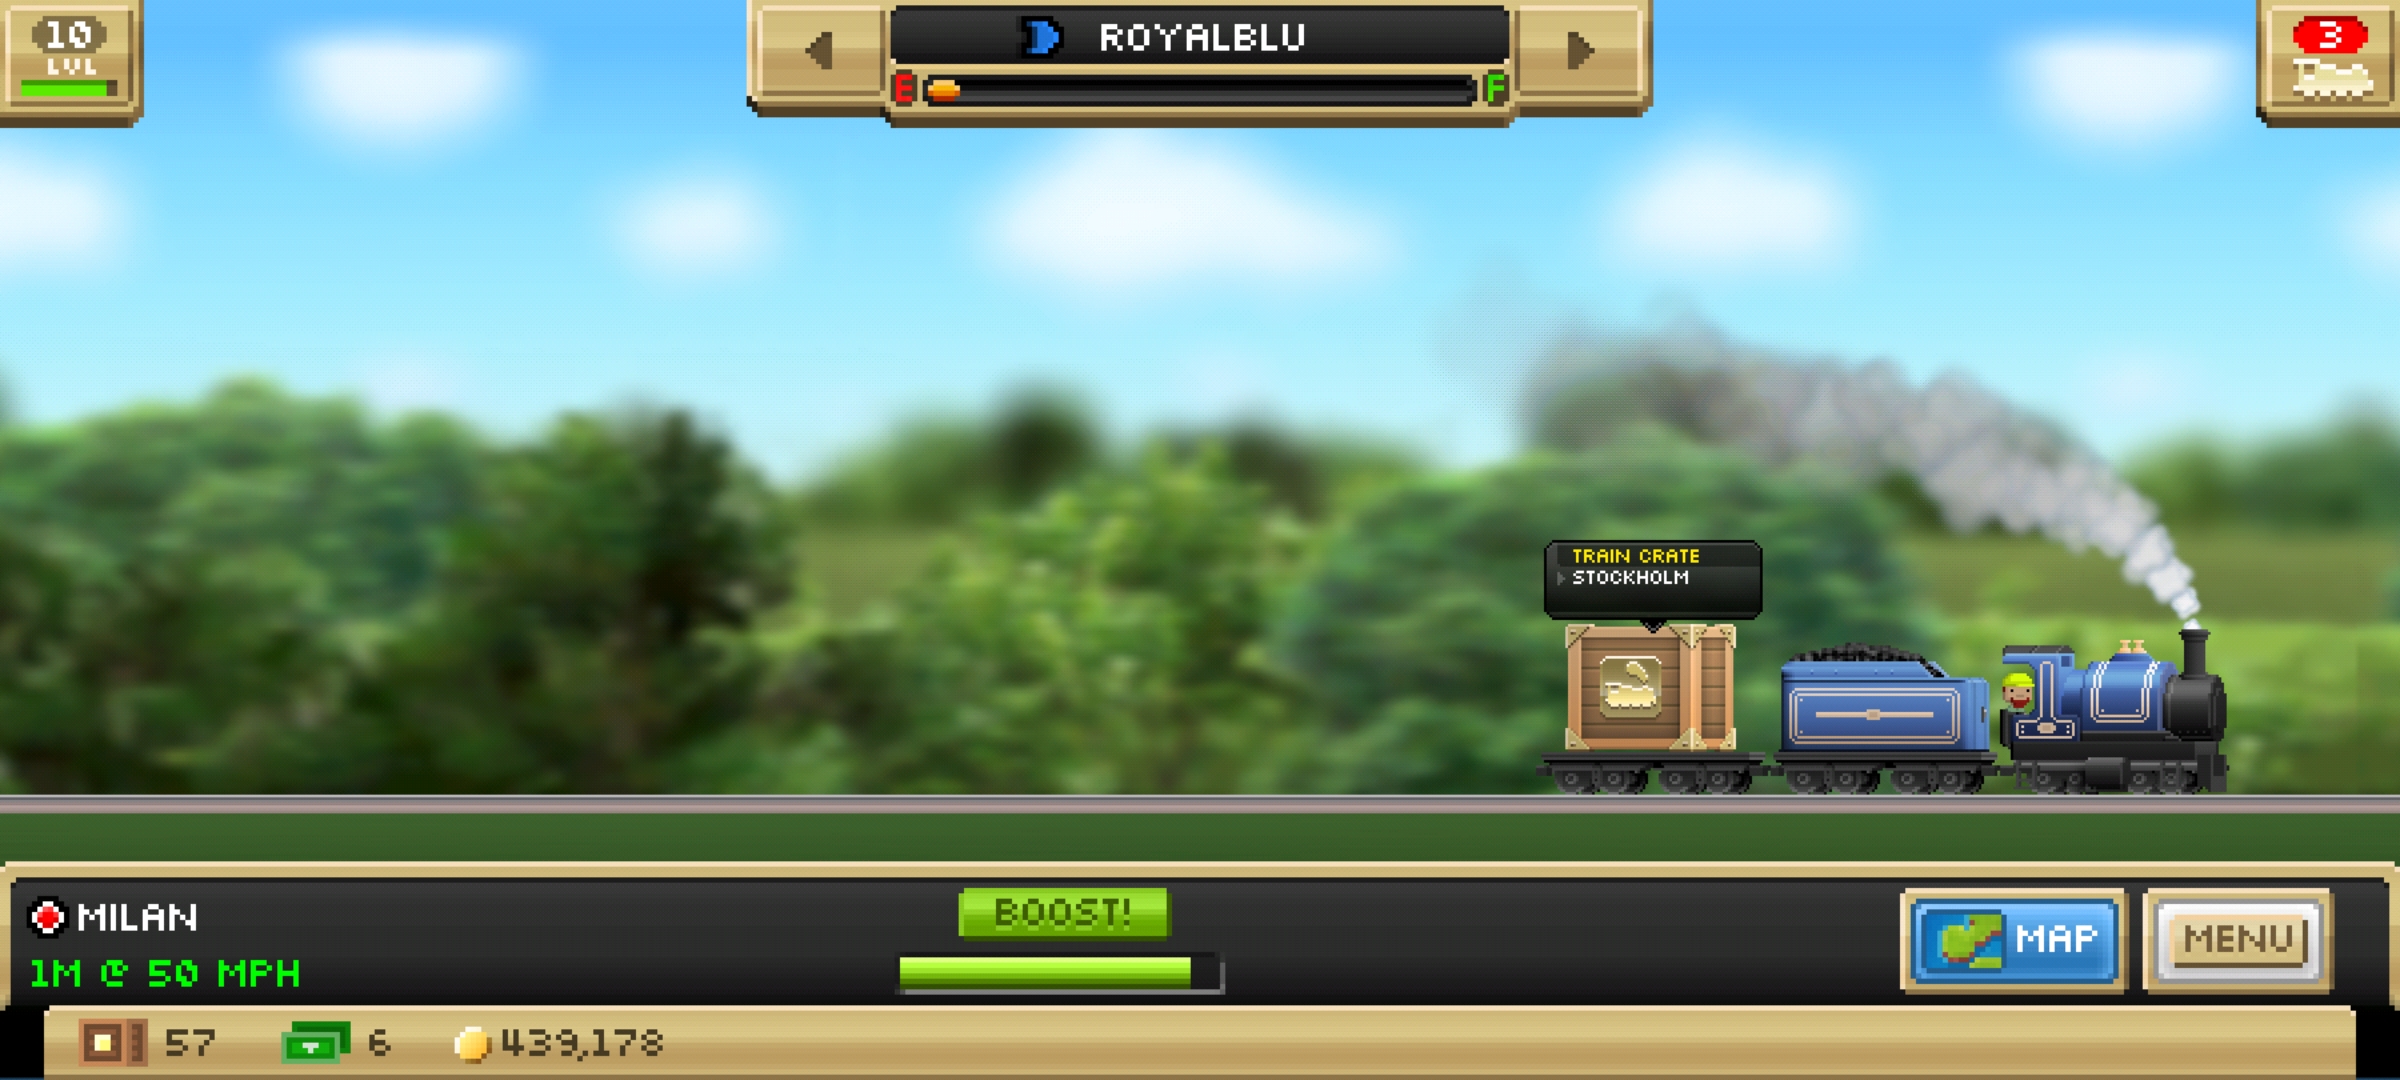 10
LVL
ROYALBLU
E
F
3
TRAIN CRATE
STOCKHOLM
MILAN
1M @ 50 MPH
BOOST!
MAP
MENU
57
6
439,178